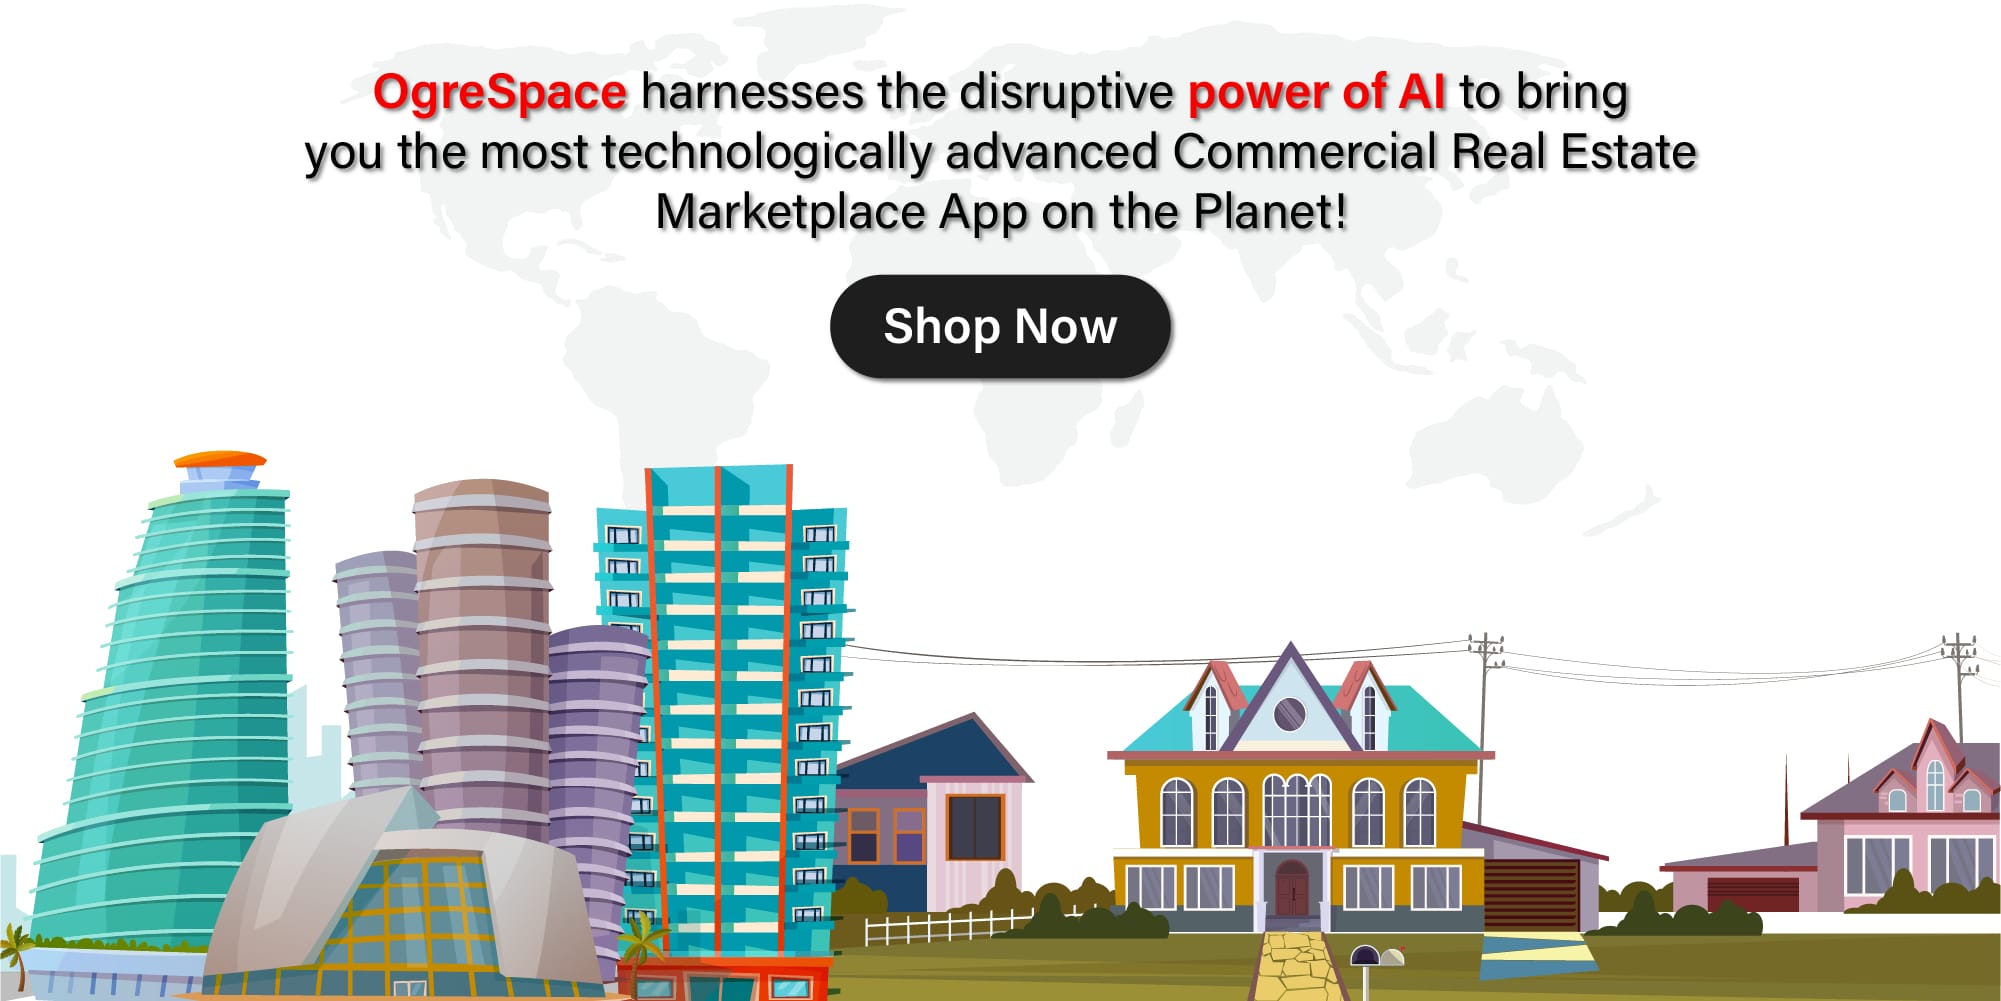 OgreSpace harnesses the disruptive power of AI to bring
you the most technologically advanced Commercial Real Estate
Marketplace App on the Planet!
Shop Now